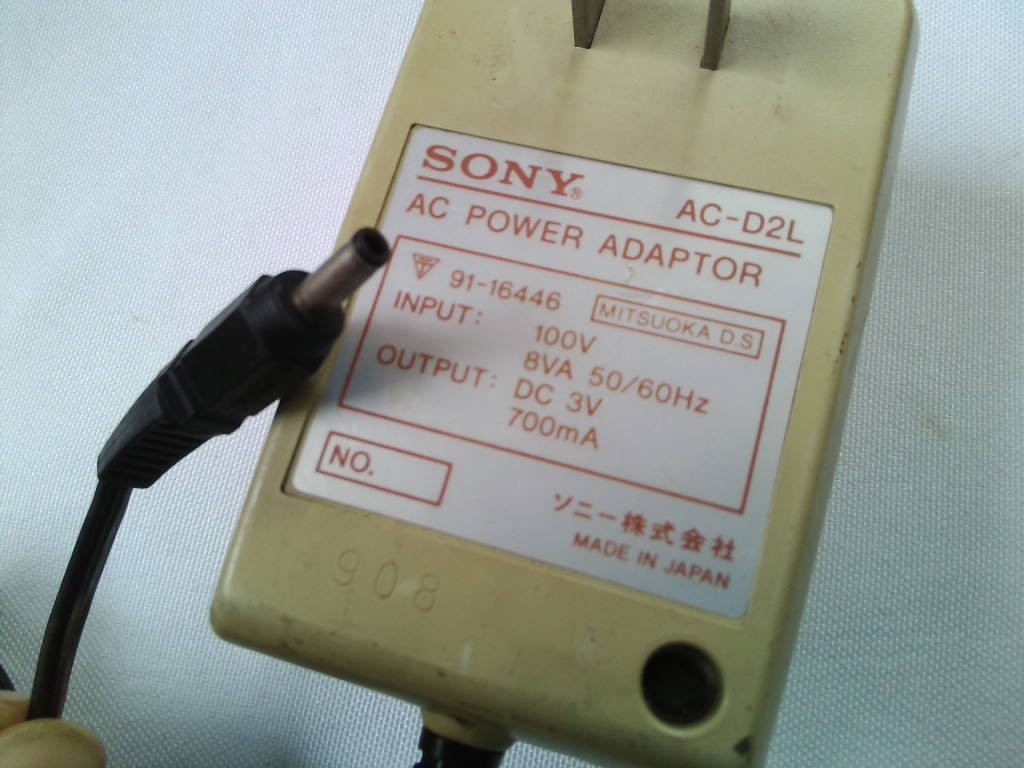 SONY®
AC-D2L
AC POWER ADAPTOR
91-16446 MITSUOKA D.S
INPUT: 100V
8VA 50/60Hz
OUTPUT: DC 3V
700mA
NO.
ソニー株式会社
MADE IN JAPAN
908